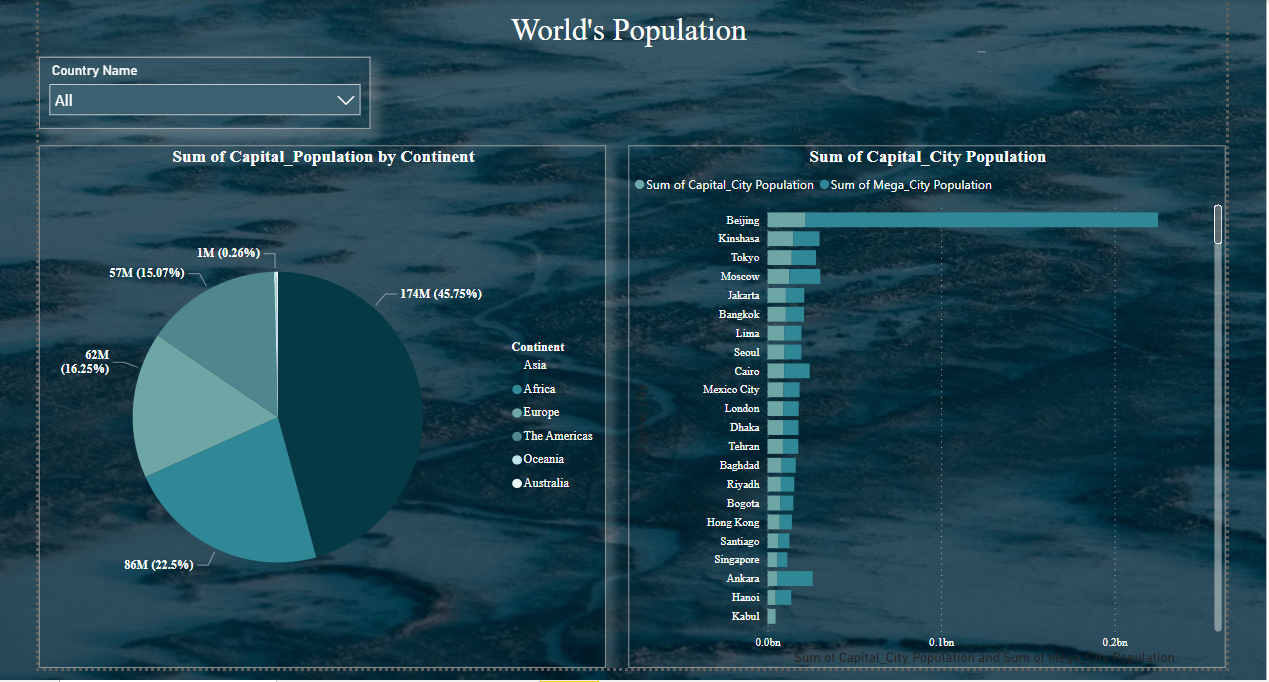 World's Population
Country Name
All
Sum of Capital_Population by Continent
1M (0.26%)
57M (15.07%)
174M (45.75%)
62M
(16.25%)
86M (22.5%)
Continent
Asia
Africa
Europe
The Americas
Oceania
Australia
Sum of Capital_City Population
Sum of Capital_City Population Sum of Mega_City Population
Beijing
Kinshasa
Tokyo
Moscow
Jakarta
Bangkok
Lima
Seoul
Cairo
Mexico City
London
Dhaka
Tehran
Baghdad
Riyadh
Bogota
Hong Kong
Santiago
Singapore
Ankara
Hanoi
Kabul
0.0bn 0.1bn 0.2bn
Sum of Capital_City Population and Sum of Mega_City Population